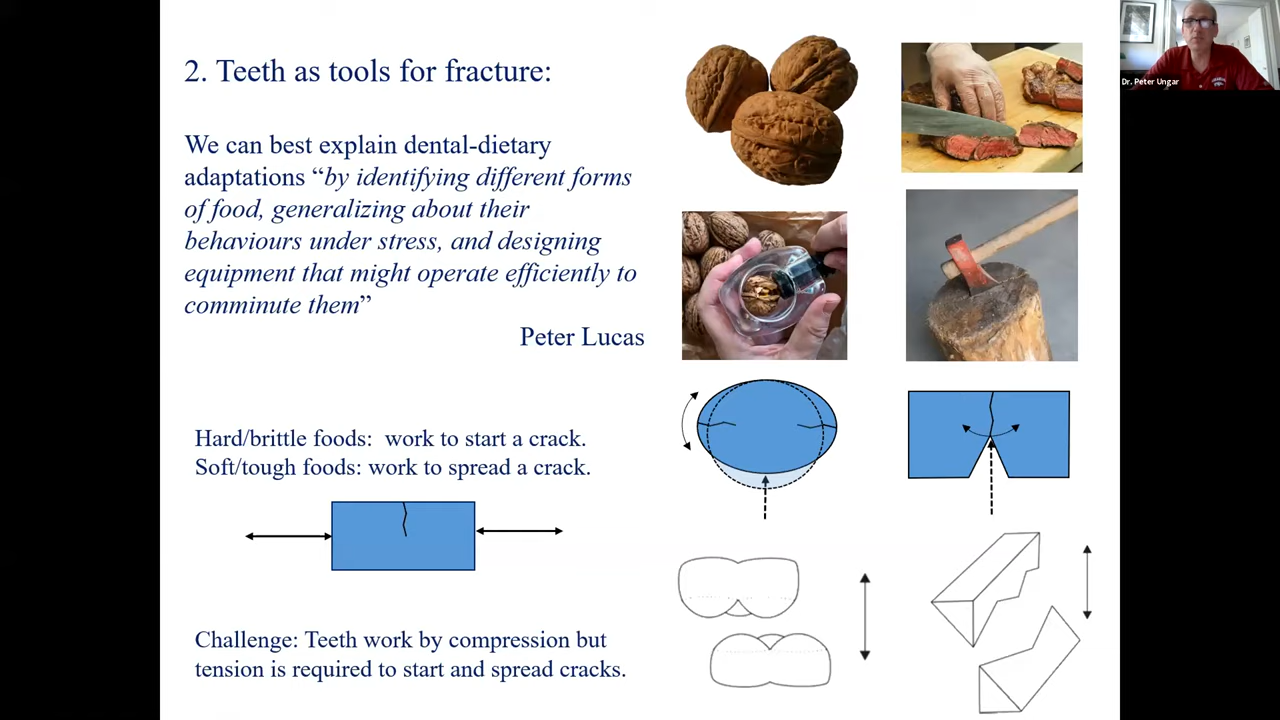 2. Teeth as tools for fracture:
We can best explain dental-dietary
adaptations “by identifying different forms
of food, generalizing about their
behaviours under stress, and designing
equipment that might operate efficiently to
comminute them”
Peter Lucas
Hard/brittle foods: work to start a crack.
Soft/tough foods: work to spread a crack.
Challenge: Teeth work by compression but
tension is required to start and spread cracks.
Dr. Peter Ungar